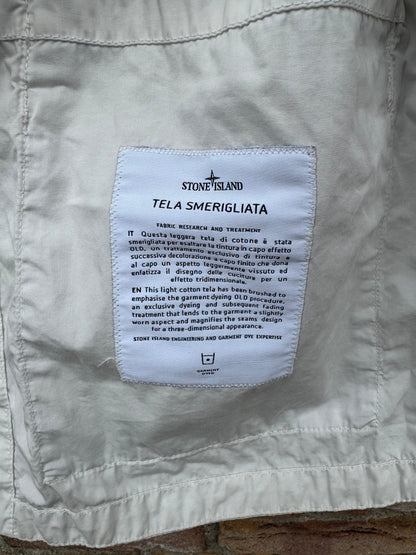 STONE ISLAND
TELA SMERIGLIATA
FABRIC RESEARCH AND TREATMENT
IT Questa leggera tela di cotone è stata
smerigliata per esaltare la tintura in capo effetto
OLD, un trattamento esclusivo di tintura e
successiva decolorazione a capo finito che dona
al capo un aspetto leggermente vissuto ed
enfatizza il disegno delle cuciture per un
effetto tridimensionale.
EN This light cotton tela has been brushed to
emphasise the garment dyeing OLD procedure,
an exclusive dyeing and subsequent fading
treatment that lends to the garment a slightly
worn aspect and magnifies the seams design
for a three-dimensional appearance.
STONE ISLAND ENGINEERING AND GARMENT DYE EXPERTISE
GARMENT
DYED